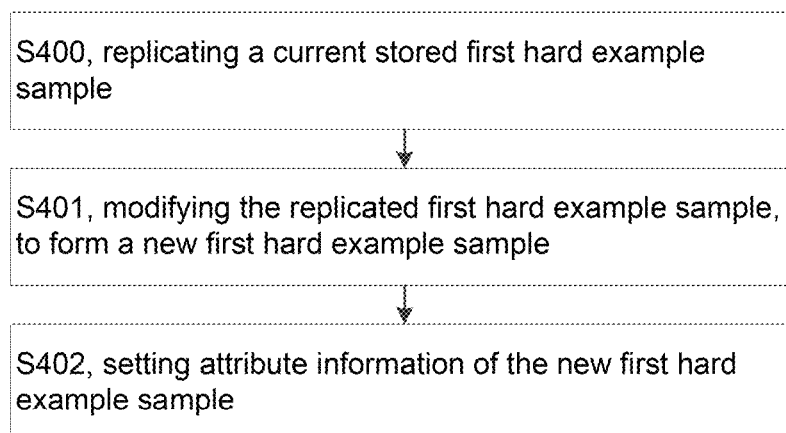 S400, replicating a current stored first hard example
sample
S401, modifying the replicated first hard example sample,
to form a new first hard example sample
S402, setting attribute information of the new first hard
example sample